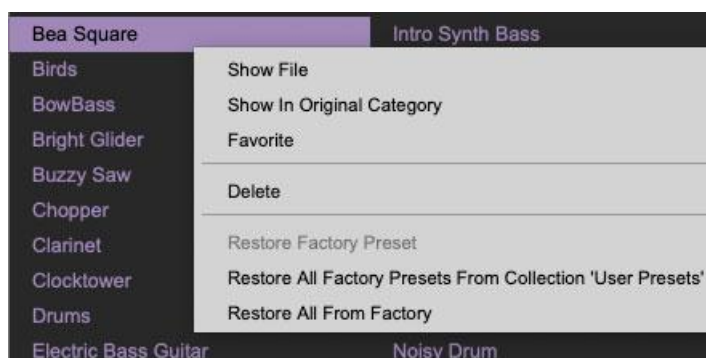 Bea Square
Intro Synth Bass
Birds
Show File
BowBass
Show In Original Category
Bright Glider
Favorite
Buzzy Saw
Delete
Chopper
Clarinet
Restore Factory Preset
Clocktower
Restore All Factory Presets From Collection 'User Presets'
Drums
Restore All From Factory
Electric Bass Guitar
Noisy Drum